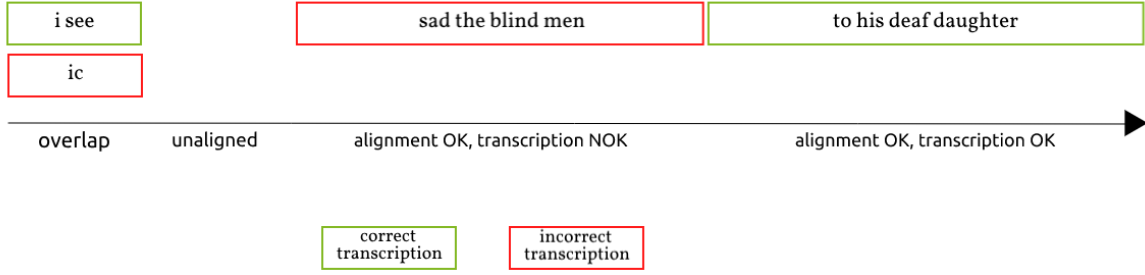 i see
sad the blind men
to his deaf daughter
ic
overlap
unaligned
alignment OK, transcription NOK
alignment OK, transcription OK
correct
transcription
incorrect
transcription